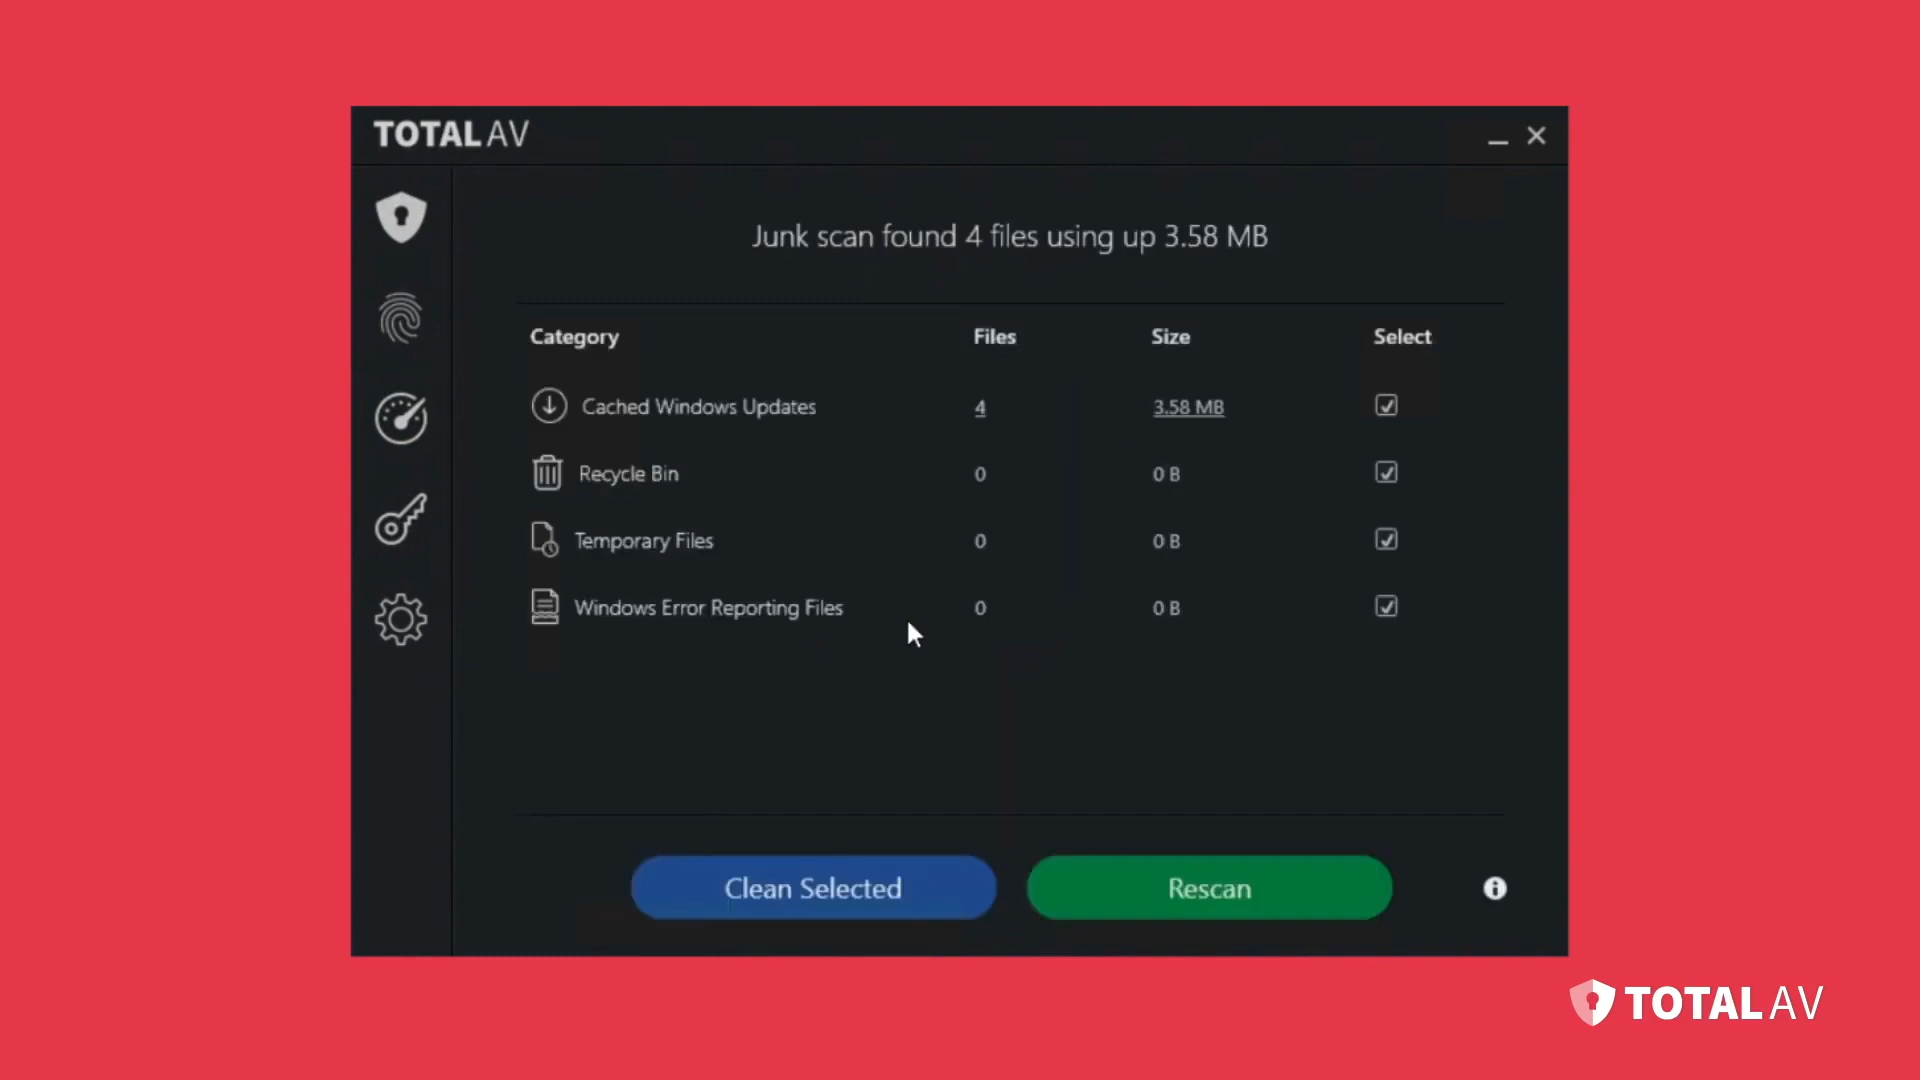 TOTAL AV
Junk scan found 4 files using up 3.58 MB
Category Files Size Select
Cached Windows Updates 4 3.58 MB
Recycle Bin 0 0 B
Temporary Files 0 0 B
Windows Error Reporting Files 0 0 B
Clean Selected Rescan
TOTAL AV